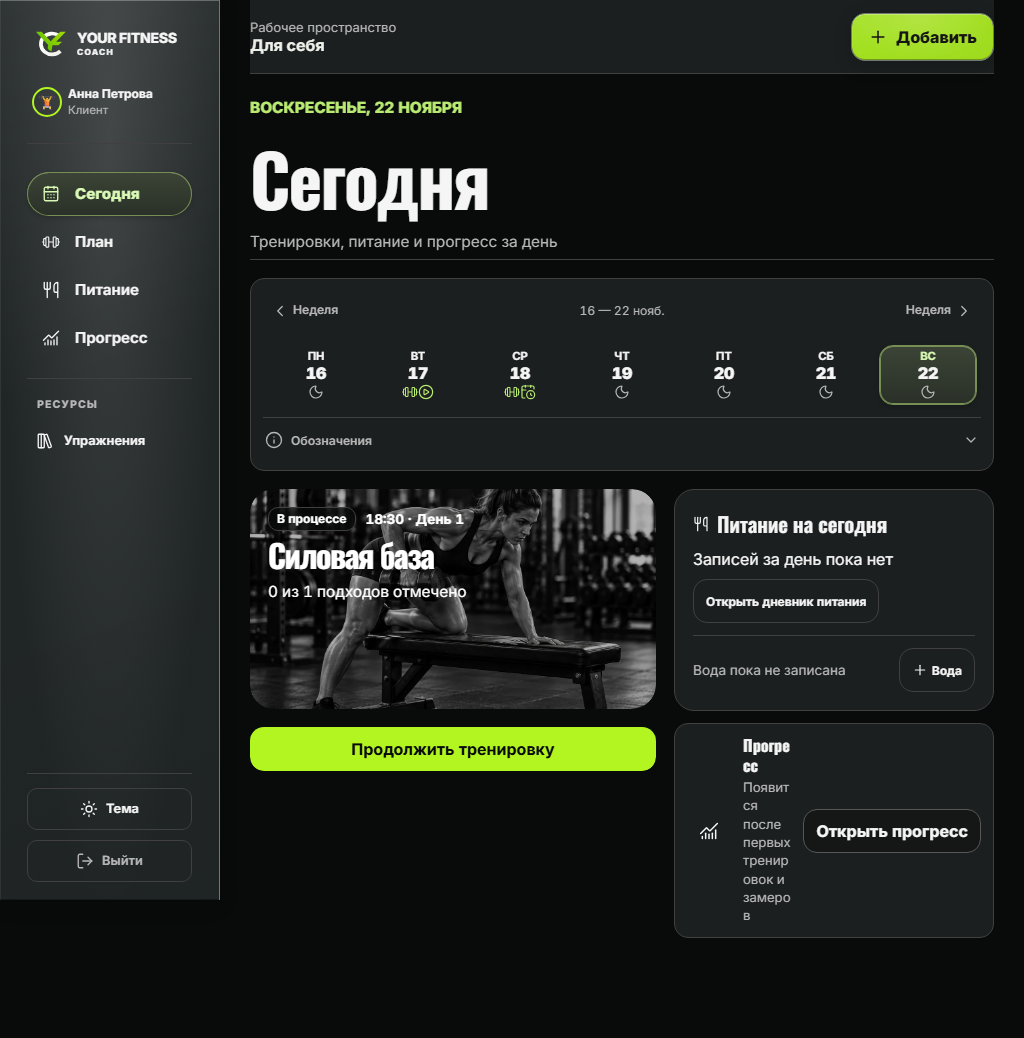 YOUR FITNESS
COACH
Анна Петрова
Клиент
Сегодня
План
Питание
Прогресс
РЕСУРСЫ
Упражнения
Тема
Выйти
Рабочее пространство
Для себя
Добавить
ВОСКРЕСЕНЬЕ, 22 НОЯБРЯ
Сегодня
Тренировки, питание и прогресс за день
Неделя
16 — 22 нояб.
Неделя
ПН ВТ СР ЧТ ПТ СБ ВС
16 17 18 19 20 21 22
Обозначения
В процессе 18:30 · День 1
Силовая база
0 из 1 подходов отмечено
Продолжить тренировку
Питание на сегодня
Записей за день пока нет
Открыть дневник питания
Вода пока не записана
Вода
Прогре
сс
Появит
ся
после
первых
тренир
овок и
замеро
в
Открыть прогресс